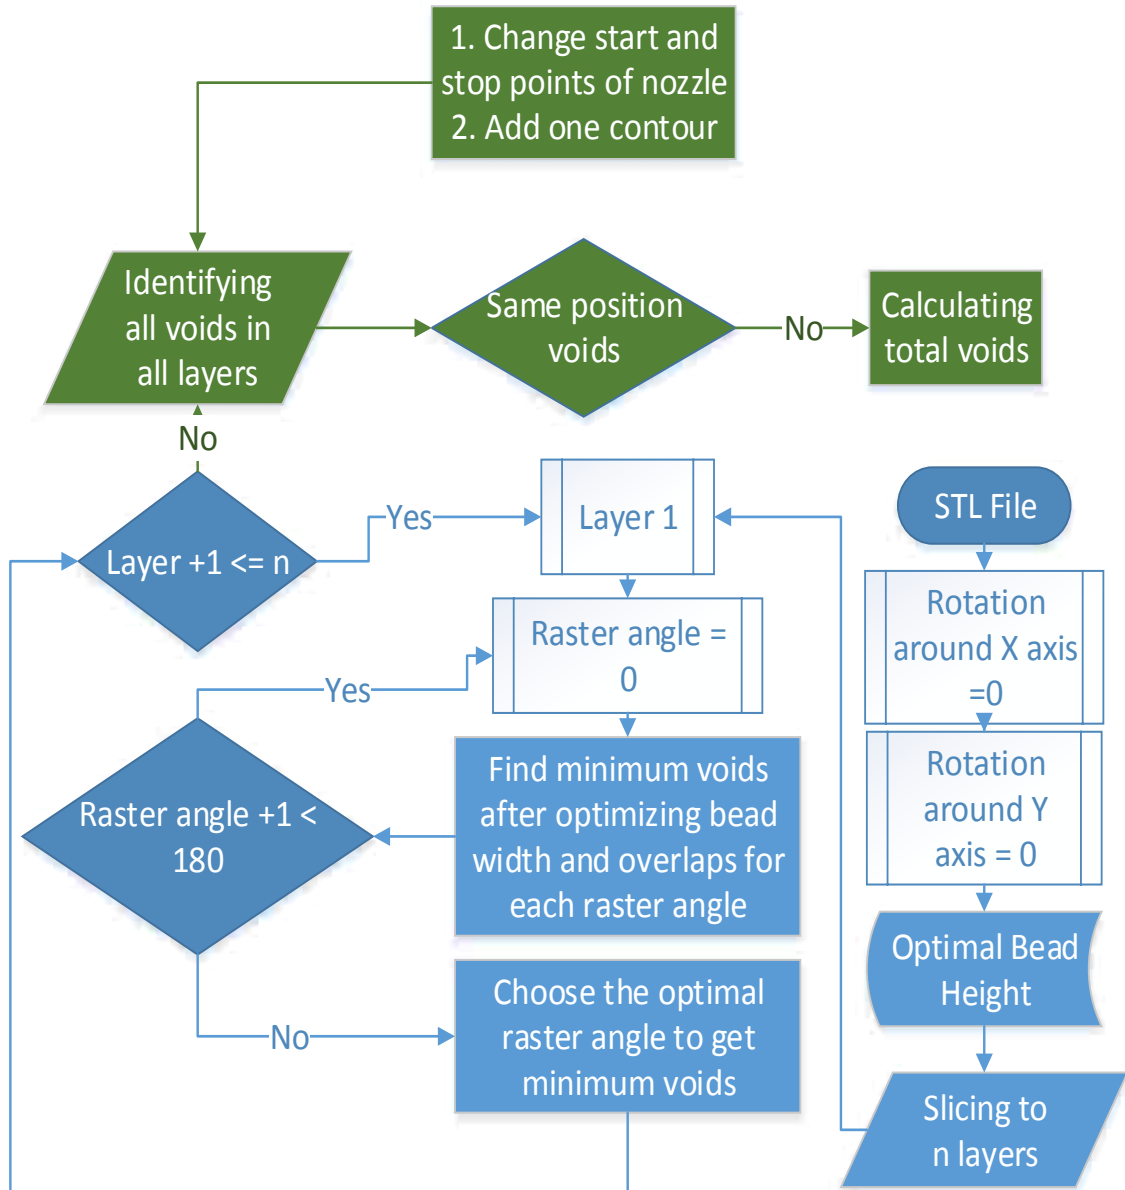 1. Change start and
stop points of nozzle
2. Add one contour
Identifying
all voids in
all layers
Same position
voids
No
Calculating
total voids
No
Layer +1 <= n
Yes
Layer 1
STL File
Rotation
around X axis
=0
Raster angle =
0
Yes
Rotation
around Y
axis = 0
Raster angle +1 <
180
Find minimum voids
after optimizing bead
width and overlaps for
each raster angle
Optimal Bead
Height
No
Choose the optimal
raster angle to get
minimum voids
Slicing to
n layers